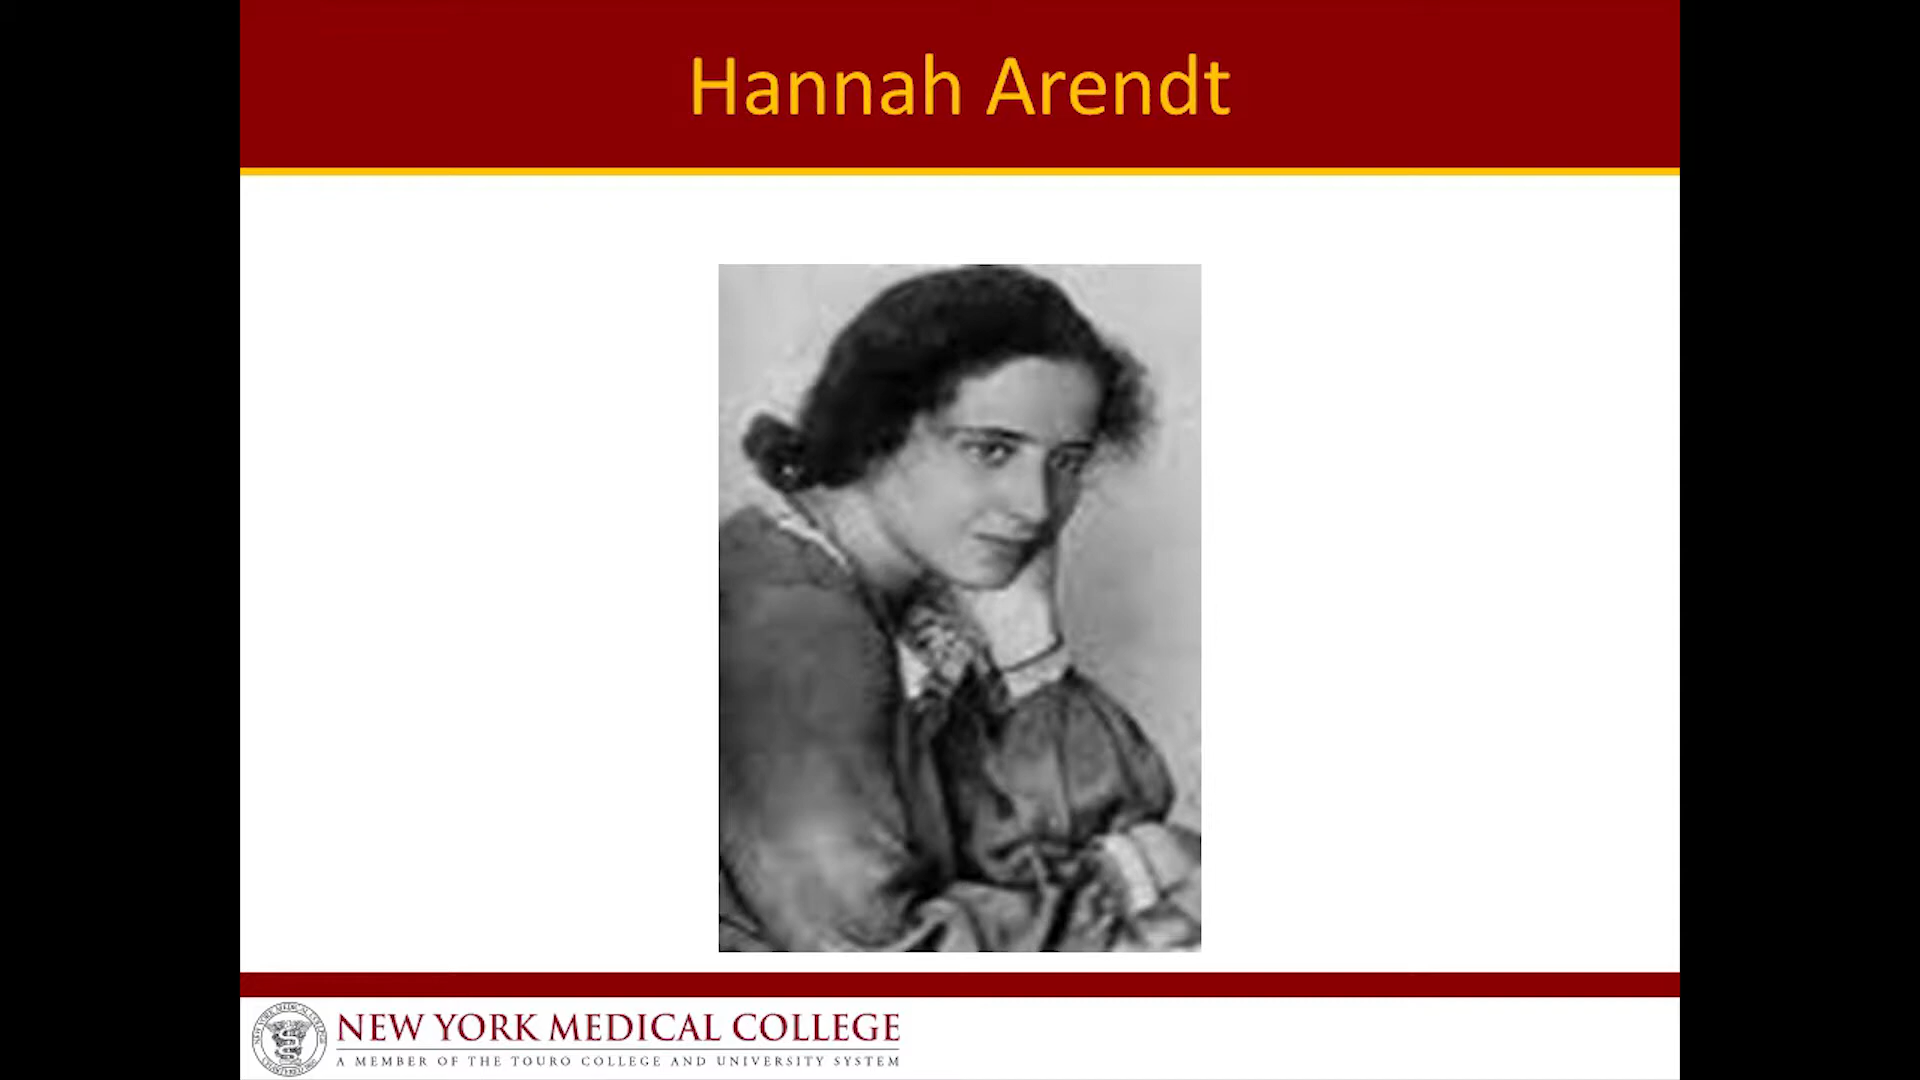 Hannah Arendt
NEW YORK MEDICAL COLLEGE
A MEMBER OF THE TOURO COLLEGE AND UNIVERSITY SYSTEM